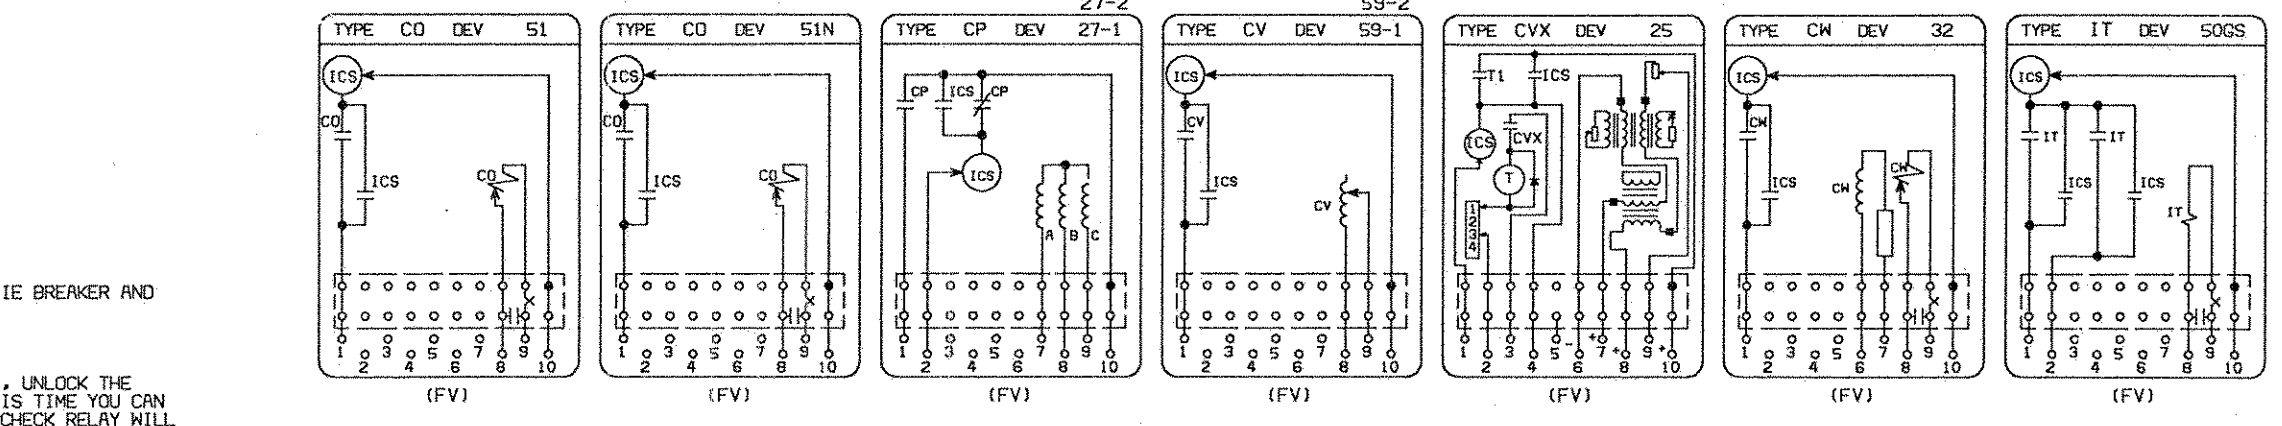 27-2
59-2
TYPE CO DEV 51
ICS
CO
ICS
CO
1 3 5 7 9
2 4 6 8 10
(FV)
TYPE CO DEV 51N
ICS
CO
ICS
CO
1 3 5 7 9
2 4 6 8 10
(FV)
TYPE CP DEV 27-1
CP ICS CP
ICS
A B C
1 3 5 7 9
2 4 6 8 10
(FV)
TYPE CV DEV 59-1
ICS
CV
ICS
CV
1 3 5 7 9
2 4 6 8 10
(FV)
TYPE CVX DEV 25
T1 ICS
ICS CVX
T
1
2
3
4
1 3 5 - +7 9
2 4 6 + 8 + 10
(FV)
TYPE CW DEV 32
ICS
CW
ICS
CW CW
1 3 5 7 9
2 4 6 8 10
(FV)
TYPE IT DEV 50GS
ICS
IT IT
ICS ICS
IT
1 3 5 7 9
2 4 6 8 10
(FV)
IE BREAKER AND
. UNLOCK THE
IS TIME YOU CAN
CHECK RELAY WILL